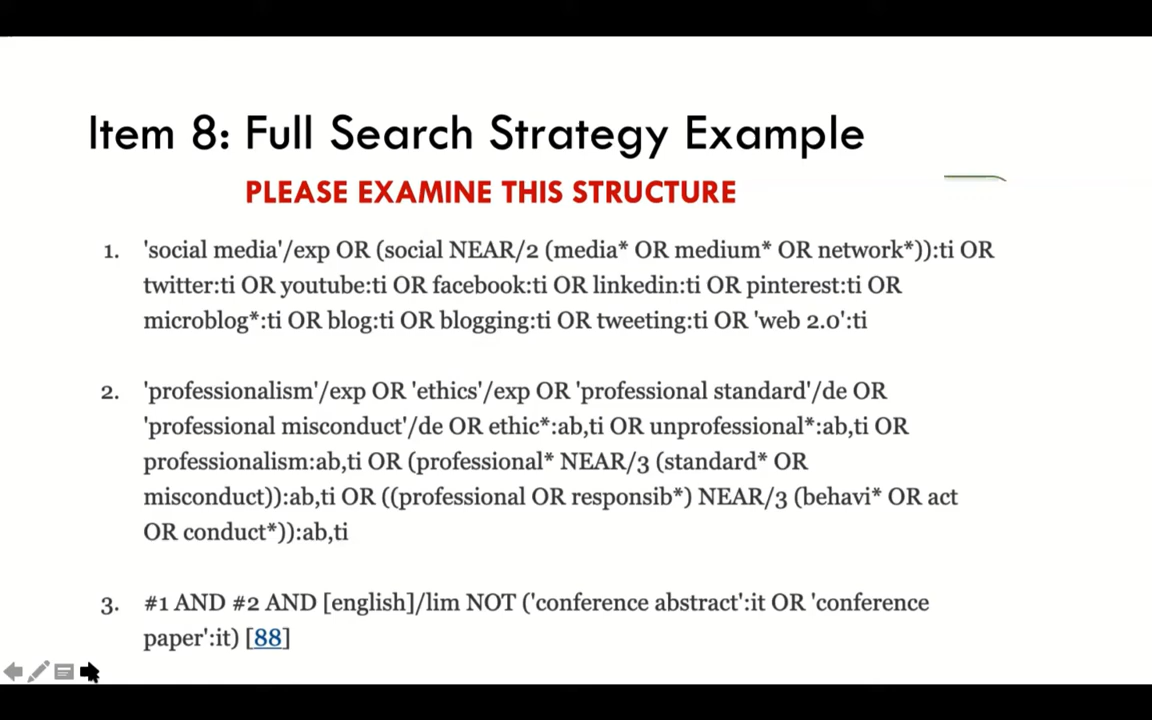 Item 8: Full Search Strategy Example
PLEASE EXAMINE THIS STRUCTURE
1. 'social media'/exp OR (social NEAR/2 (media* OR medium* OR network*)):ti OR
twitter:ti OR youtube:ti OR facebook:ti OR linkedin:ti OR pinterest:ti OR
microblog*:ti OR blog:ti OR blogging:ti OR tweeting:ti OR 'web 2.0':ti
2. 'professionalism'/exp OR 'ethics'/exp OR 'professional standard'/de OR
'professional misconduct'/de OR ethic*:ab,ti OR unprofessional*:ab,ti OR
professionalism:ab,ti OR (professional* NEAR/3 (standard* OR
misconduct)):ab,ti OR ((professional OR responsib*) NEAR/3 (behavi* OR act
OR conduct*)):ab,ti
3. #1 AND #2 AND [english]/lim NOT ('conference abstract':it OR 'conference
paper':it) [88]